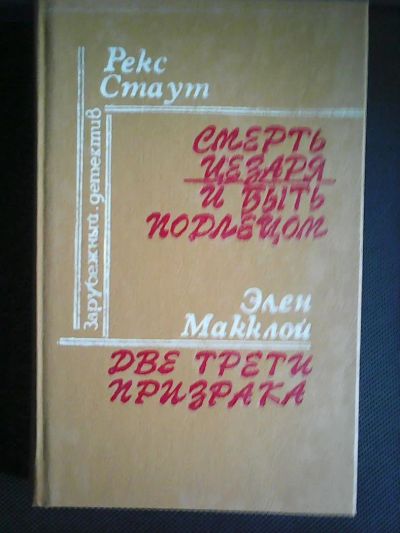 Рекс
Стаут
Зарубежный детектив
СМЕРТЬ
ЦЕЗАРЯ
И БЫТЬ
ПОДЛЕЦОМ
Элен
Макклой
ДВЕ ТРЕТИ
ПРИЗРАКА